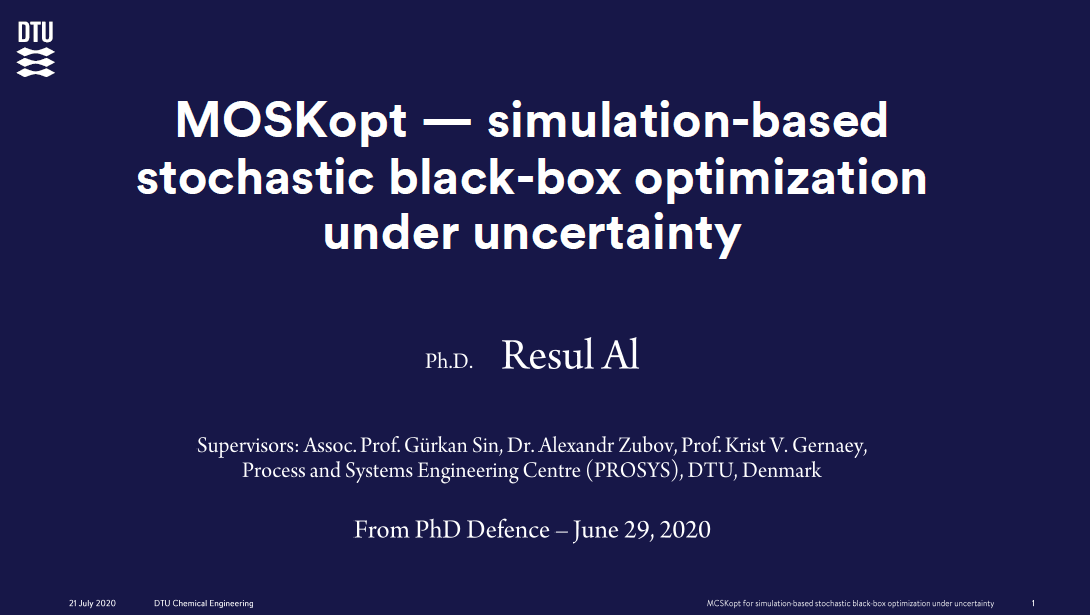 DTU
MOSKopt — simulation-based
stochastic black-box optimization
under uncertainty
Ph.D. Resul Al
Supervisors: Assoc. Prof. Gürkan Sin, Dr. Alexandr Zubov, Prof. Krist V. Gernaey,
Process and Systems Engineering Centre (PROSYS), DTU, Denmark
From PhD Defence – June 29, 2020
21 July 2020 DTU Chemical Engineering MCSKopt for simulation-based stochastic black-box optimization under uncertainty 1